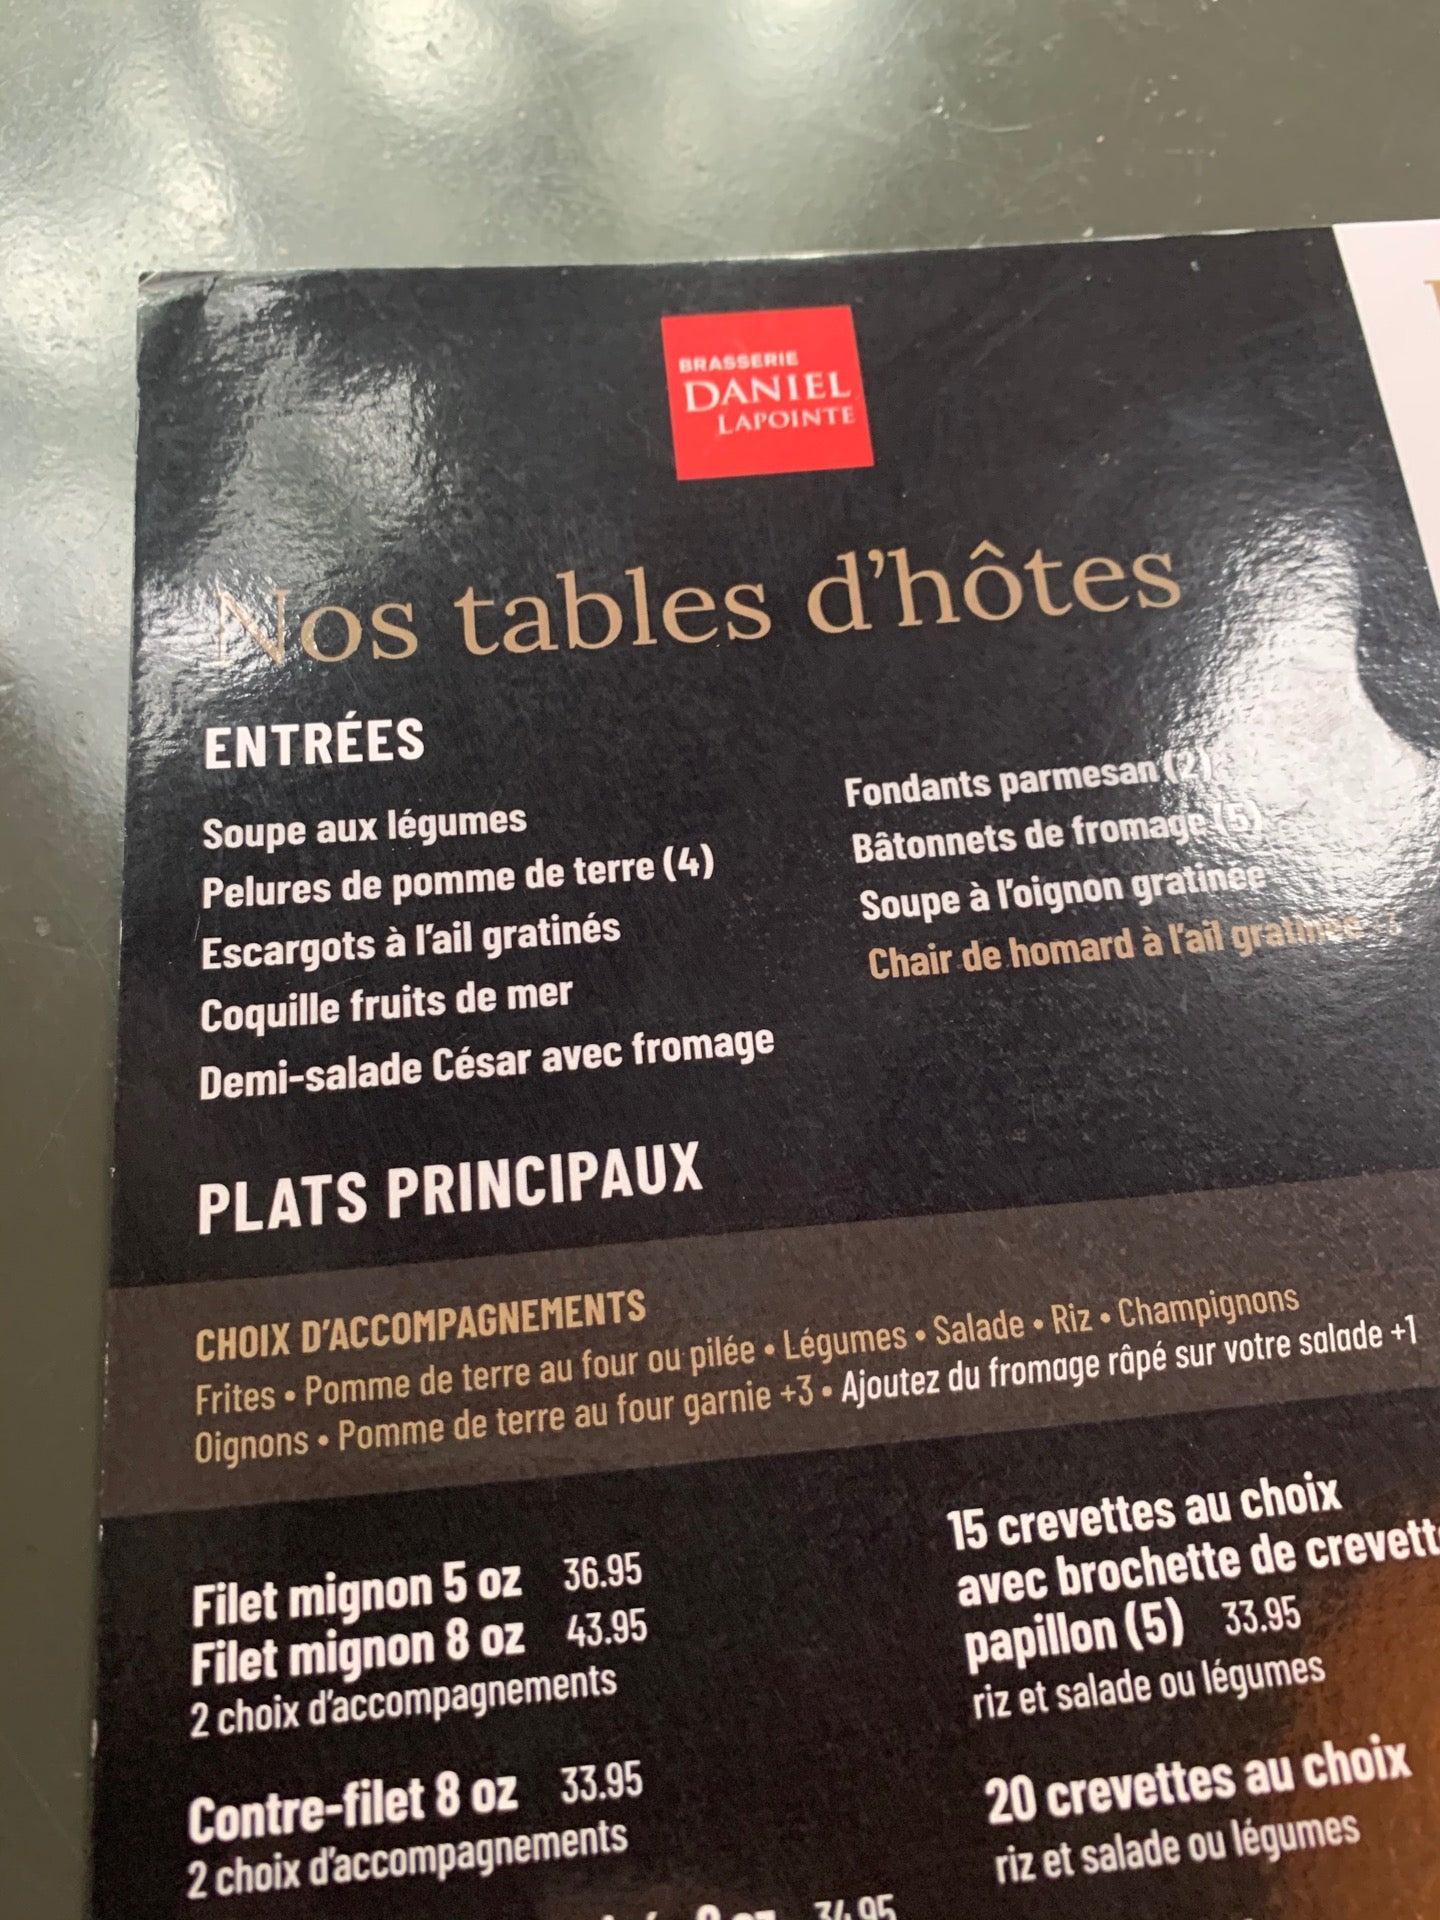 BRASSERIE
DANIEL
LAPOINTE
Nos tables d'hôtes
ENTRÉES
Soupe aux légumes
Pelures de pomme de terre (4)
Escargots à l'ail gratinés
Coquille fruits de mer
Demi-salade César avec fromage
Fondants parmesan (2)
Bâtonnets de fromage (5)
Soupe à l'oignon gratinée
Chair de homard à l'ail gratinée
PLATS PRINCIPAUX
CHOIX D'ACCOMPAGNEMENTS
Frites • Pomme de terre au four ou pilée • Légumes • Salade • Riz • Champignons
Oignons • Pomme de terre au four garnie +3 • Ajoutez du fromage râpé sur votre salade +1
Filet mignon 5 oz 36.95
Filet mignon 8 oz 43.95
2 choix d'accompagnements
Contre-filet 8 oz 33.95
2 choix d'accompagnements
34.95
15 crevettes au choix
avec brochette de crevett
papillon (5) 33.95
riz et salade ou légumes
20 crevettes au choix
riz et salade ou légumes